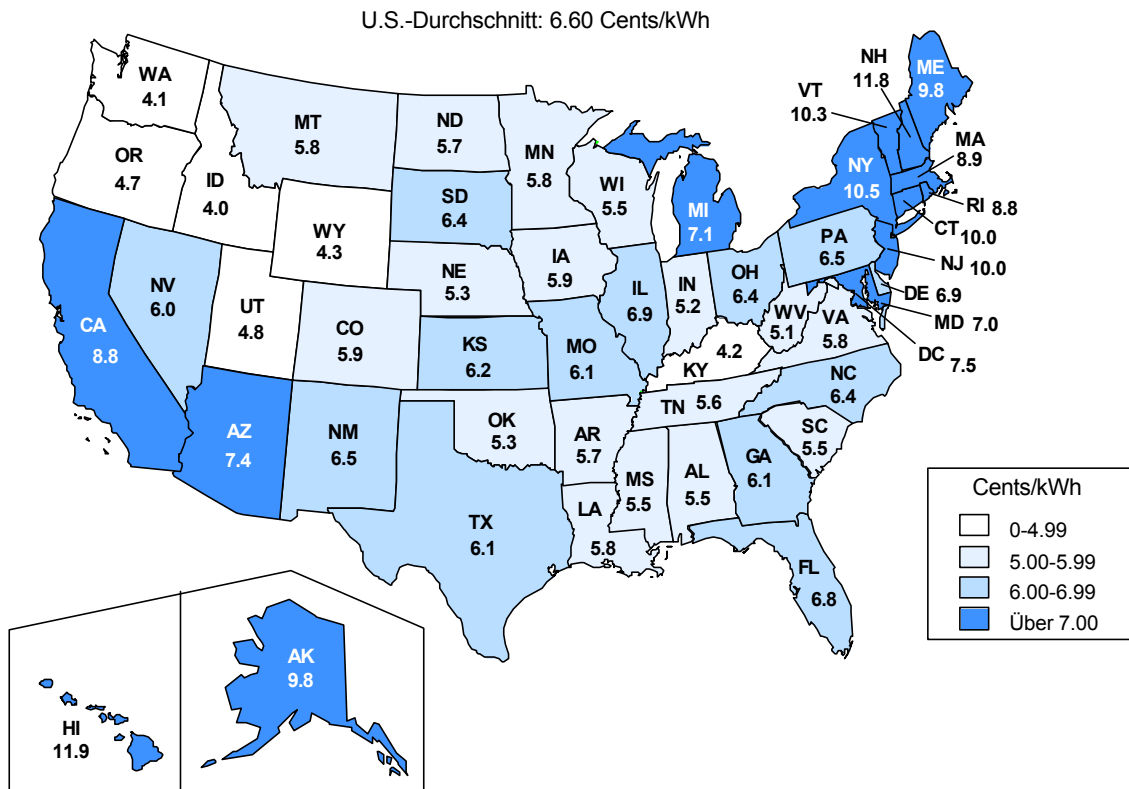 U.S.-Durchschnitt: 6.60 Cents/kWh
WA
4.1
OR
4.7
ID
4.0
MT
5.8
ND
5.7
MN
5.8
SD
6.4
WY
4.3
WI
5.5
MI
7.1
NE
5.3
IA
5.9
NV
6.0
UT
4.8
CA
8.8
CO
5.9
KS
6.2
MO
6.1
IL
6.9
IN
5.2
OH
6.4
PA
6.5
NY
10.5
VT
10.3
NH
11.8
ME
9.8
MA
8.9
RI 8.8
CT 10.0
NJ 10.0
DE 6.9
MD 7.0
DC
7.5
WV
5.1
VA
5.8
4.2
KY
NC
6.4
TN 5.6
SC
5.5
AZ
7.4
NM
6.5
OK
5.3
AR
5.7
MS
5.5
AL
5.5
GA
6.1
TX
6.1
LA
5.8
FL
6.8
AK
9.8
HI
11.9
Cents/kWh
0-4.99
5.00-5.99
6.00-6.99
Über 7.00